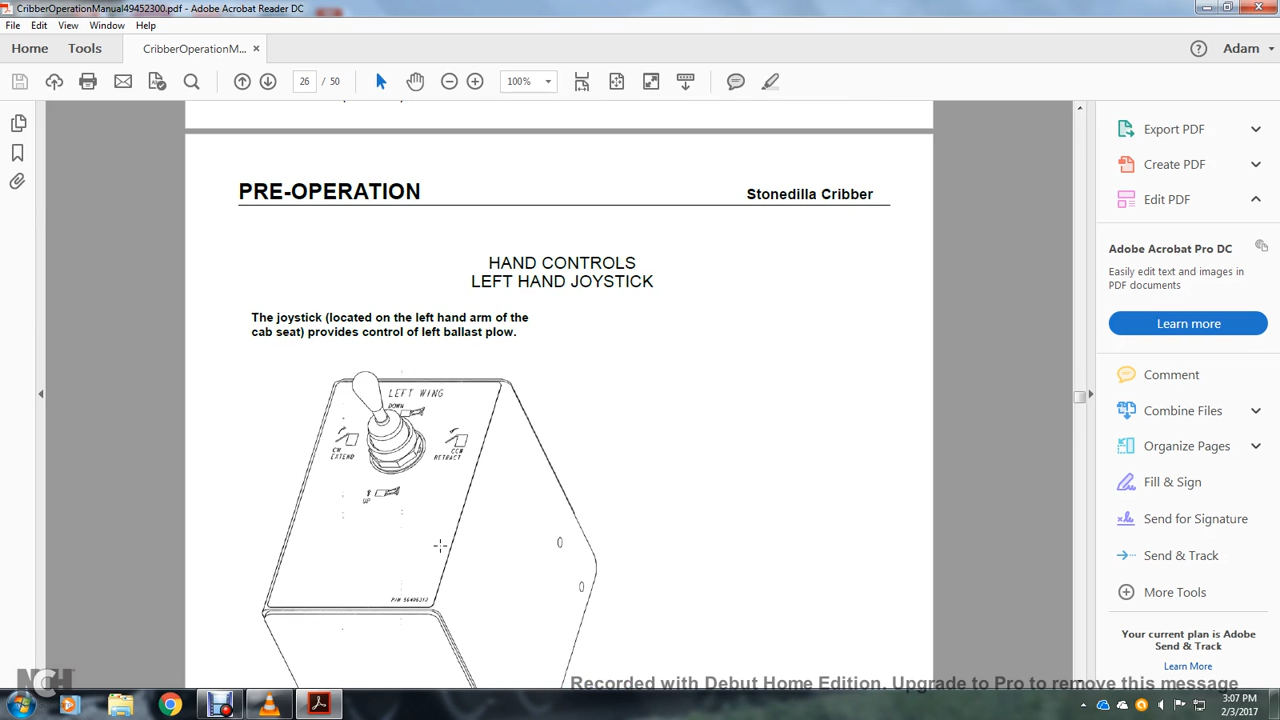 CribberOperationManual49452300.pdf - Adobe Acrobat Reader DC
File Edit View Window Help
Home Tools CribberOperationM... × Adam
26 / 50 100%
PRE-OPERATION Stonedilla Cribber
HAND CONTROLS
LEFT HAND JOYSTICK
The joystick (located on the left hand arm of the
cab seat) provides control of left ballast plow.
LEFT WING
DOWN
CW
EXTEND
CCW
RETRACT
UP
Export PDF
Create PDF
Edit PDF
Adobe Acrobat Pro DC
Easily edit text and images in
PDF documents
Learn more
Comment
Combine Files
Organize Pages
Fill & Sign
Send for Signature
Send & Track
More Tools
Your current plan is Adobe
Send & Track
Learn More
NCH
Recorded with Debut Home Edition. Upgrade to Pro to remove this message
3:07 PM
2/3/2017